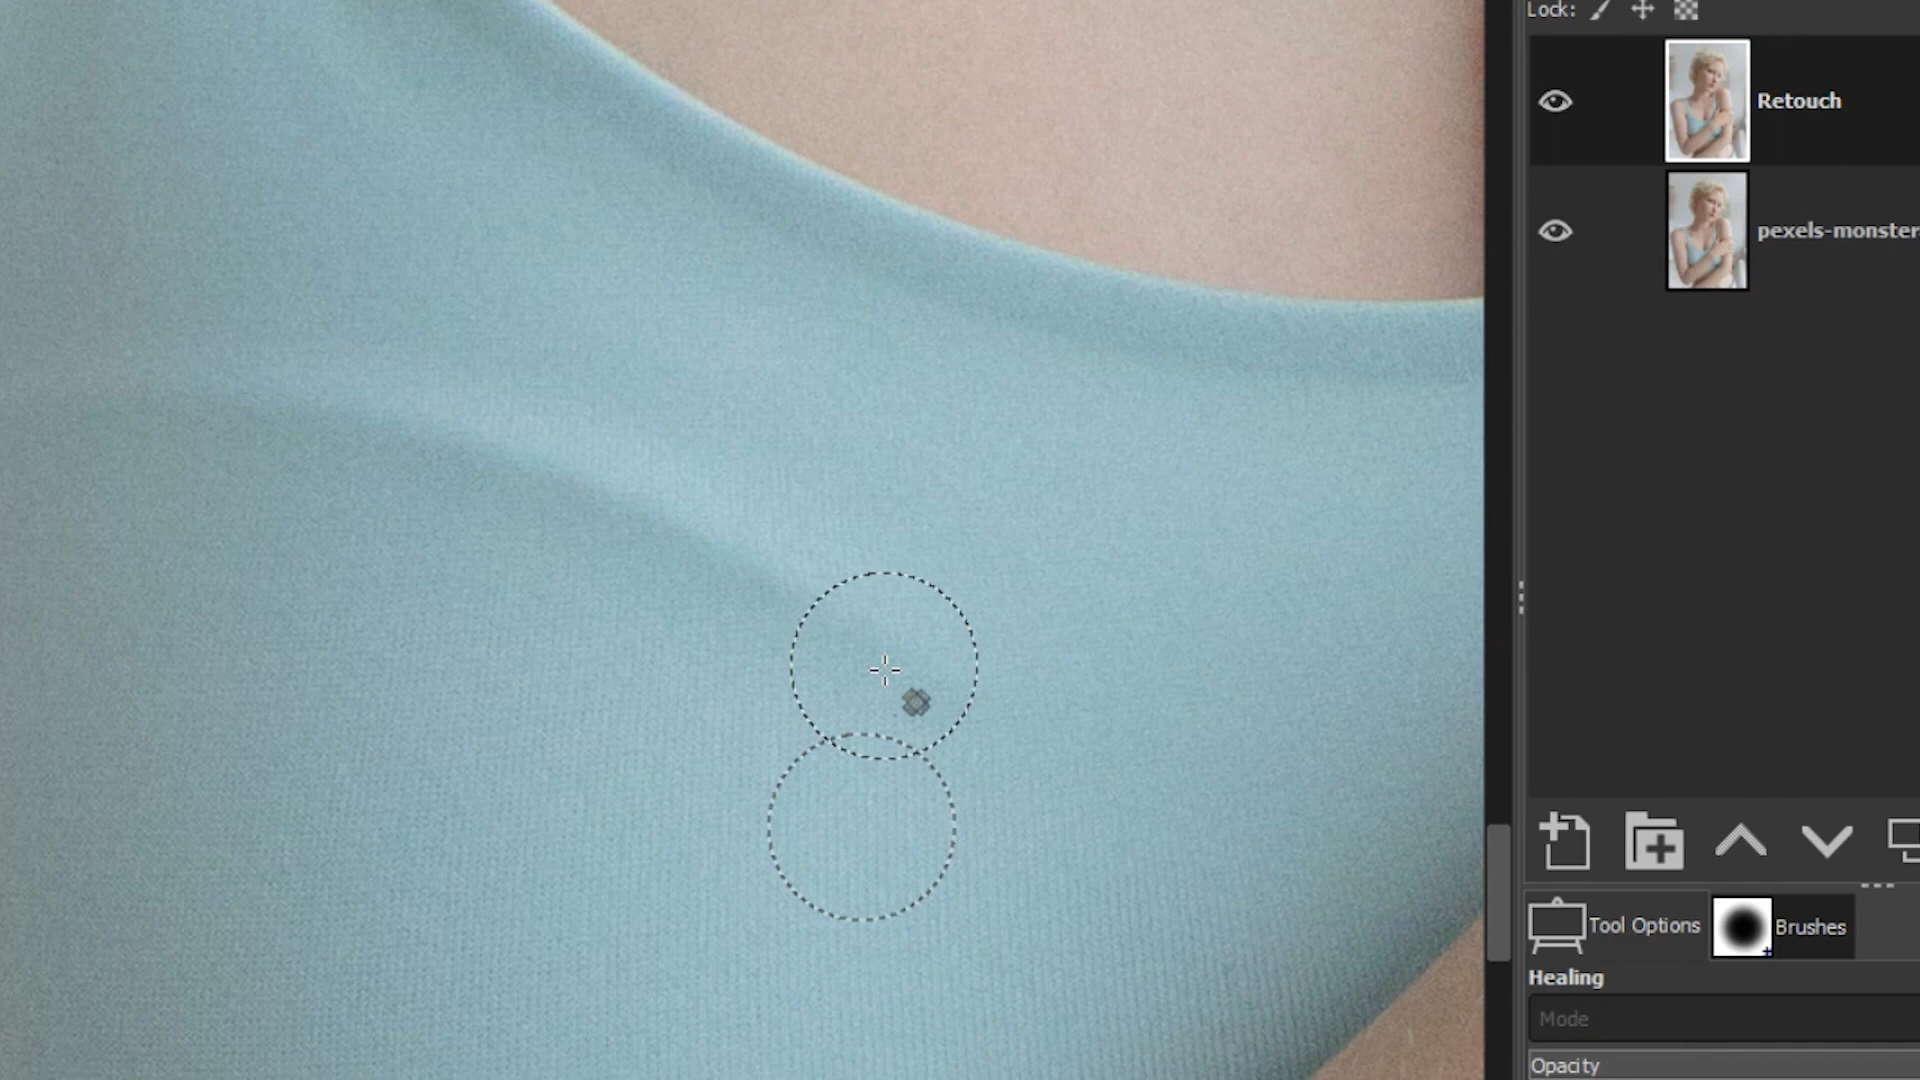 Lock:
Retouch
pexels-monster
Tool Options
Brushes
Healing
Mode
Opacity